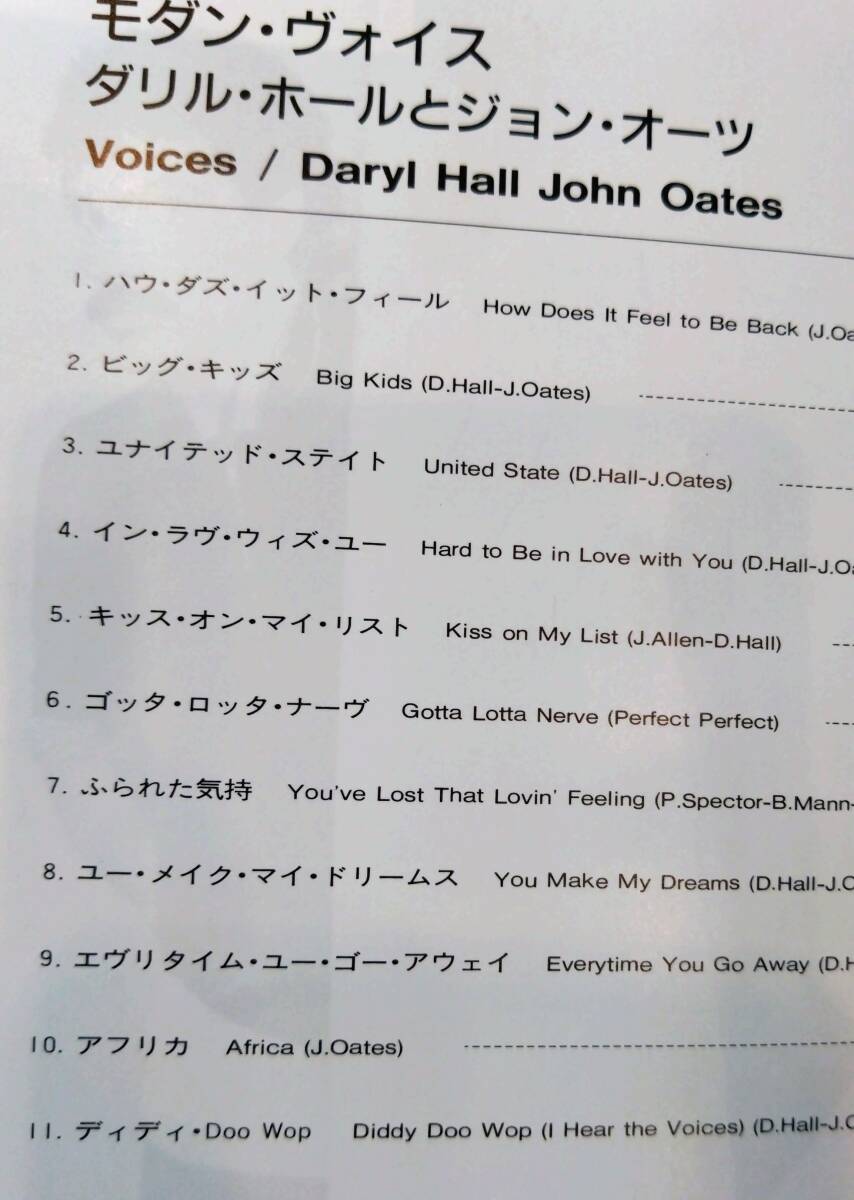 モダン・ヴォイス
ダリル・ホールとジョン・オーツ
Voices / Daryl Hall John Oates
1. ハウ・ダズ・イット・フィール How Does It Feel to Be Back (J.Oa
2. ビッグ・キッズ Big Kids (D.Hall-J.Oates)
3. ユナイテッド・ステイト United State (D.Hall-J.Oates)
4. イン・ラヴ・ウィズ・ユー Hard to Be in Love with You (D.Hall-J.Oa
5. キッス・オン・マイ・リスト Kiss on My List (J.Allen-D.Hall)
6. ゴッタ・ロッタ・ナーヴ Gotta Lotta Nerve (Perfect Perfect)
7. ふられた気持 You've Lost That Lovin' Feeling (P.Spector-B.Mann-
8. ユー・メイク・マイ・ドリームス You Make My Dreams (D.Hall-J.O
9. エヴリタイム・ユー・ゴー・アウェイ Everytime You Go Away (D.H
10. アフリカ Africa (J.Oates)
11. ディディ・Doo Wop Diddy Doo Wop (I Hear the Voices) (D.Hall-J.O